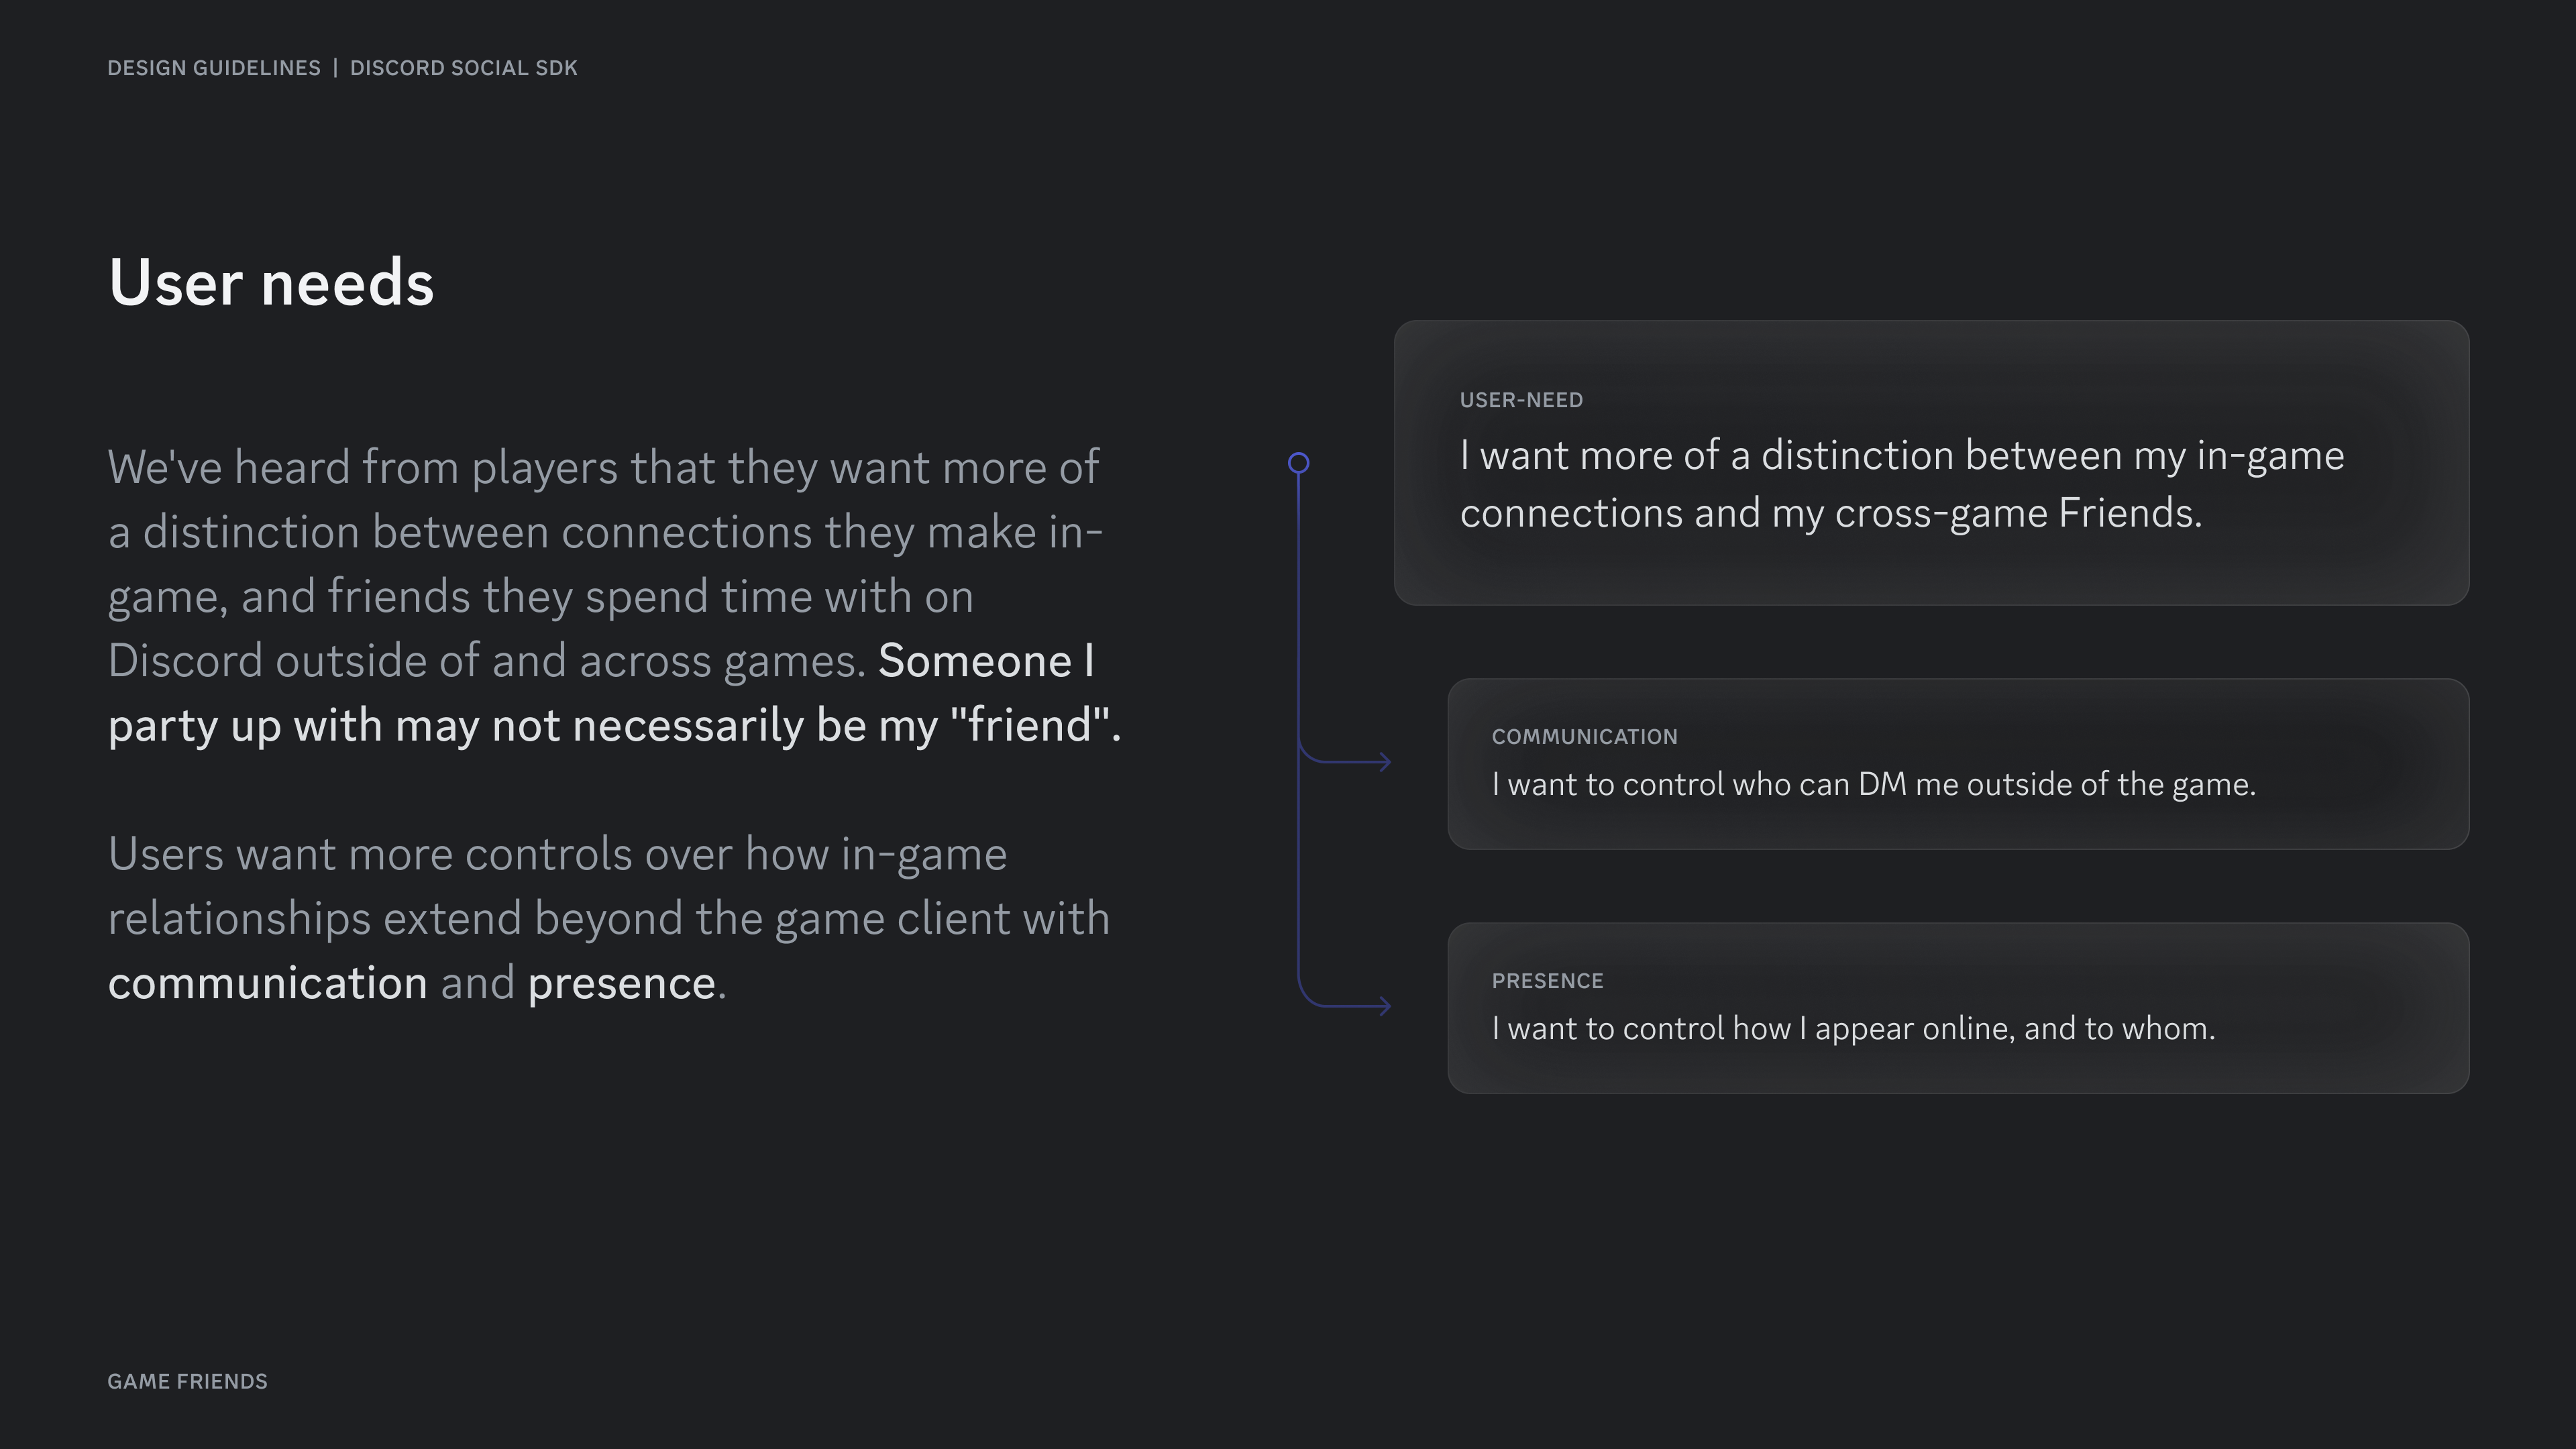 DESIGN GUIDELINES | DISCORD SOCIAL SDK
User needs
We've heard from players that they want more of
a distinction between connections they make in-
game, and friends they spend time with on
Discord outside of and across games. Someone I
party up with may not necessarily be my "friend".
Users want more controls over how in-game
relationships extend beyond the game client with
communication and presence.
USER-NEED
I want more of a distinction between my in-game
connections and my cross-game Friends.
COMMUNICATION
I want to control who can DM me outside of the game.
PRESENCE
I want to control how I appear online, and to whom.
GAME FRIENDS